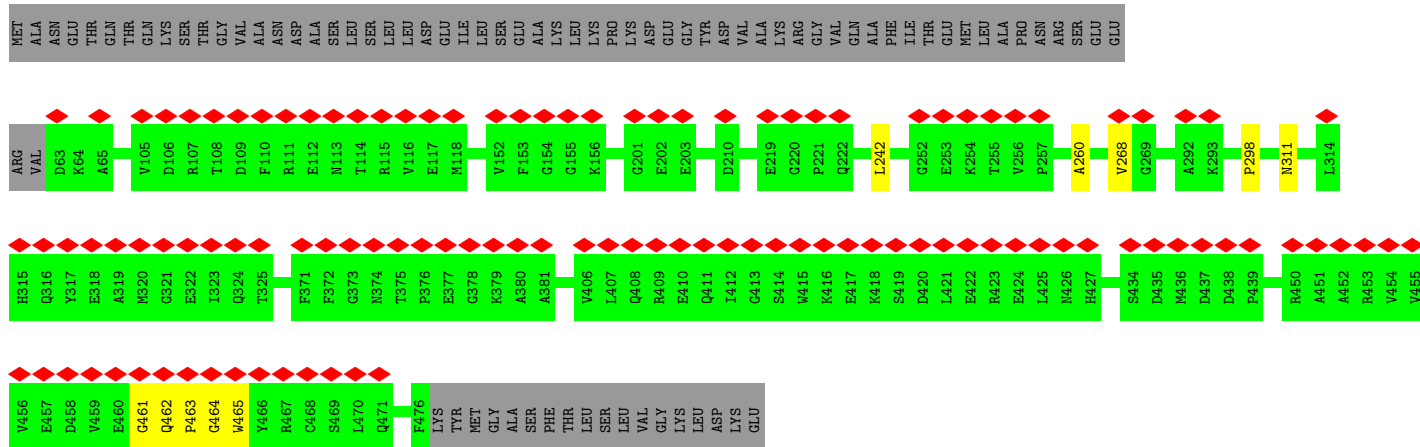 MET ALA ASN GLU THR GLN THR GLN LYS SER THR GLY VAL ALA ASN ASP ALA SER LEU SER LEU LEU ASP GLU ILE LEU SER GLU ALA LYS LEU LYS PRO LYS ASP GLU GLY TYR ASP VAL ALA LYS ARG GLY VAL GLN ALA PHE ILE THR GLU MET LEU ALA PRO ASN ARG SER GLU GLU
ARG VAL D63 K64 A65 V105 D106 R107 T108 D109 F110 R111 E112 N113 T114 R115 V116 E117 M118 V152 F153 G154 G155 K156 G201 E202 E203 D210 E219 G220 P221 Q222 L242 G252 E253 K254 T255 V256 P257 A260 V268 G269 A292 K293 P298 N311 L314
H315 Q316 Y317 E318 A319 M320 G321 E322 I323 Q324 T325 F371 F372 G373 N374 T375 P376 E377 G378 K379 A380 A381 V406 L407 Q408 R409 E410 Q411 I412 G413 S414 W415 K416 E417 K418 S419 D420 L421 E422 R423 E424 L425 N426 H427 S434 D435 M436 D437 D438 P439 R450 A451 A452 R453 V454 V455
V456 E457 D458 V459 E460 G461 Q462 P463 G464 W465 Y466 R467 C468 S469 L470 Q471 F476 LYS TYR MET GLY ALA SER PHE THR LEU SER LEU VAL GLY LYS LEU ASP LYS GLU